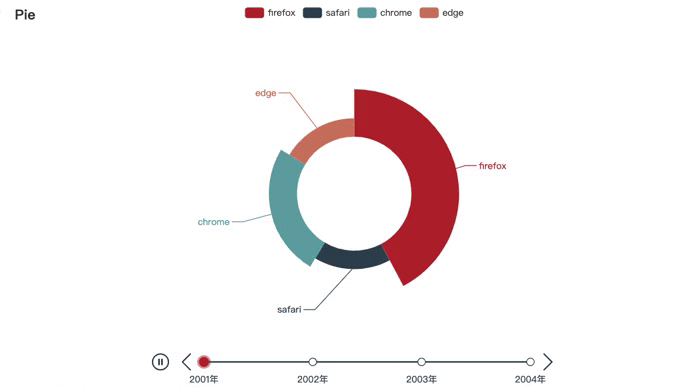 Pie
firefox safari chrome edge
edge
firefox
chrome
safari
2001年 2002年 2003年 2004年